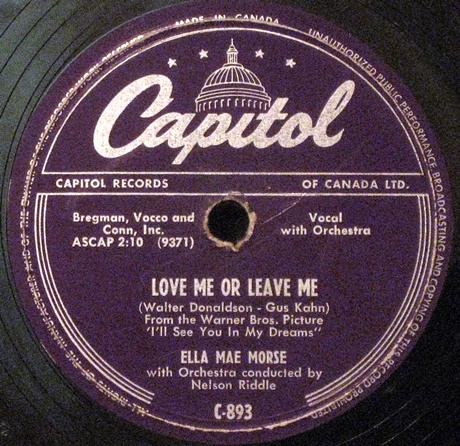 MADE IN CANADA
UNAUTHORIZED PUBLIC PERFORMANCE BROADCASTING AND COPYING OF THIS RECORD PROHIBITED
Capitol
CAPITOL RECORDS OF CANADA LTD.
Bregman, Vocco and
Conn, Inc.
ASCAP 2:10 (9371)
Vocal
with Orchestra
LOVE ME OR LEAVE ME
(Walter Donaldson - Gus Kahn)
From the Warner Bros. Picture
'I'll See You In My Dreams"
ELLA MAE MORSE
with Orchestra conducted by
Nelson Riddle
C-893